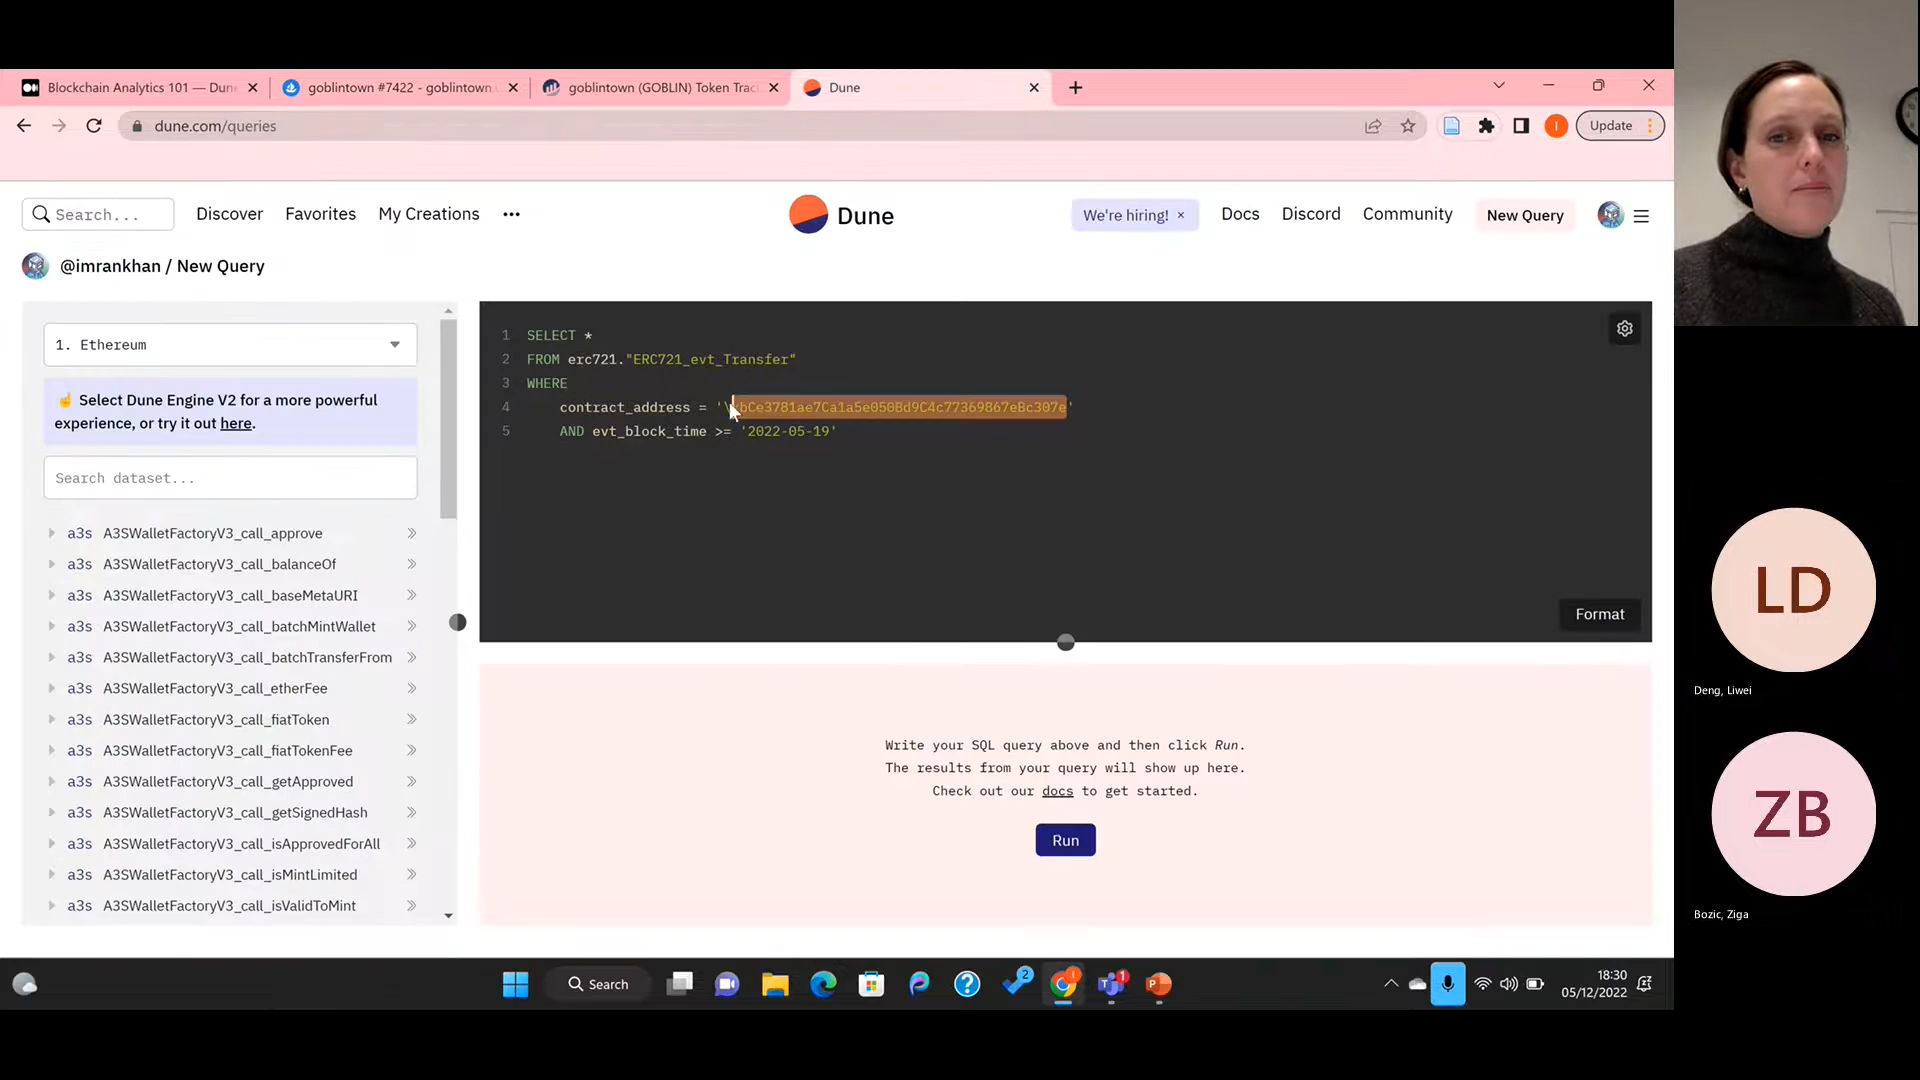 Blockchain Analytics 101 — Dun
goblintown #7422 - goblintown.
goblintown (GOBLIN) Token Trac
Dune
dune.com/queries
Update
Search...
Discover
Favorites
My Creations
Dune
We're hiring! ×
Docs
Discord
Community
New Query
@imrankhan / New Query
1. Ethereum
☝ Select Dune Engine V2 for a more powerful
experience, or try it out here.
Search dataset...
a3s A3SWalletFactoryV3_call_approve
a3s A3SWalletFactoryV3_call_balanceOf
a3s A3SWalletFactoryV3_call_baseMetaURI
a3s A3SWalletFactoryV3_call_batchMintWallet
a3s A3SWalletFactoryV3_call_batchTransferFrom
a3s A3SWalletFactoryV3_call_etherFee
a3s A3SWalletFactoryV3_call_fiatToken
a3s A3SWalletFactoryV3_call_fiatTokenFee
a3s A3SWalletFactoryV3_call_getApproved
a3s A3SWalletFactoryV3_call_getSignedHash
a3s A3SWalletFactoryV3_call_isApprovedForAll
a3s A3SWalletFactoryV3_call_isMintLimited
a3s A3SWalletFactoryV3_call_isValidToMint
1 SELECT *
2 FROM erc721."ERC721_evt_Transfer"
3 WHERE
4 contract_address = '\xbCe3781ae7Ca1a5e050Bd9C4c77369867eBc307e'
5 AND evt_block_time >= '2022-05-19'
Format
Write your SQL query above and then click Run.
The results from your query will show up here.
Check out our docs to get started.
Run
LD
Deng, Liwei
ZB
Bozic, Ziga
Search
2
1
18:30
05/12/2022